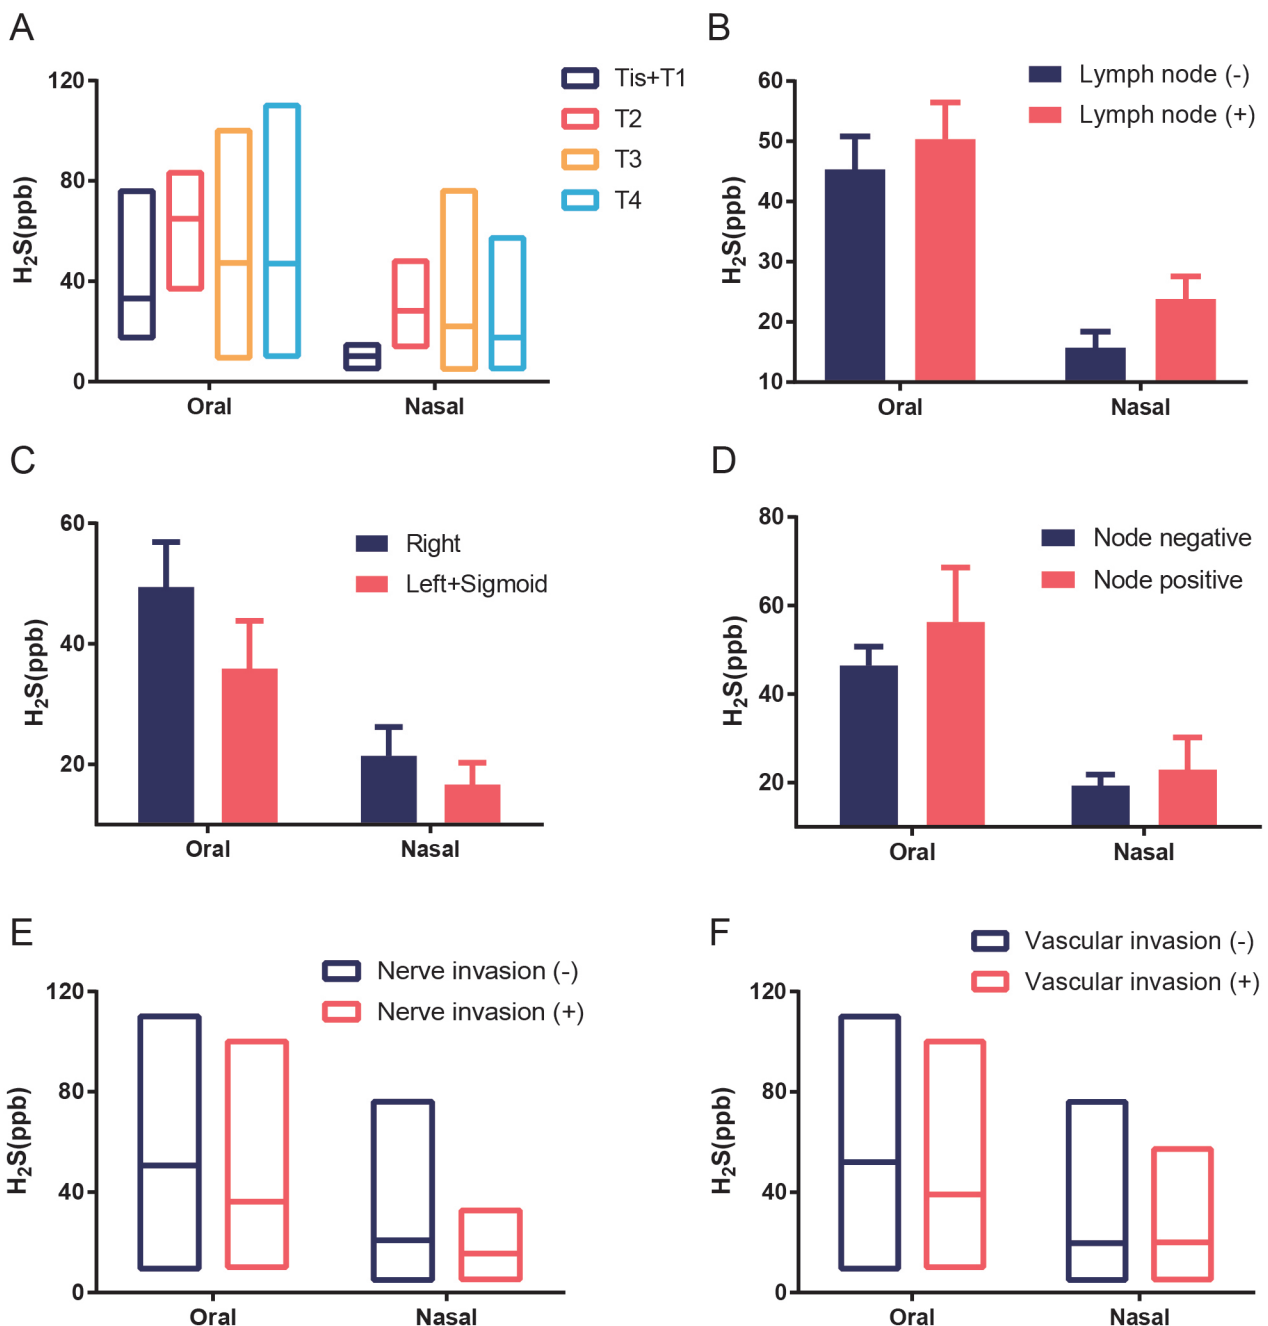 A
120
80
40
0
H₂S(ppb)
Oral
Nasal
Tis+T1
T2
T3
T4
B
60
50
40
30
20
10
H₂S(ppb)
Oral
Nasal
Lymph node (-)
Lymph node (+)
C
60
40
20
H₂S(ppb)
Oral
Nasal
Right
Left+Sigmoid
D
80
60
40
20
H₂S(ppb)
Oral
Nasal
Node negative
Node positive
E
120
80
40
0
H₂S(ppb)
Oral
Nasal
Nerve invasion (-)
Nerve invasion (+)
F
120
80
40
0
H₂S(ppb)
Oral
Nasal
Vascular invasion (-)
Vascular invasion (+)